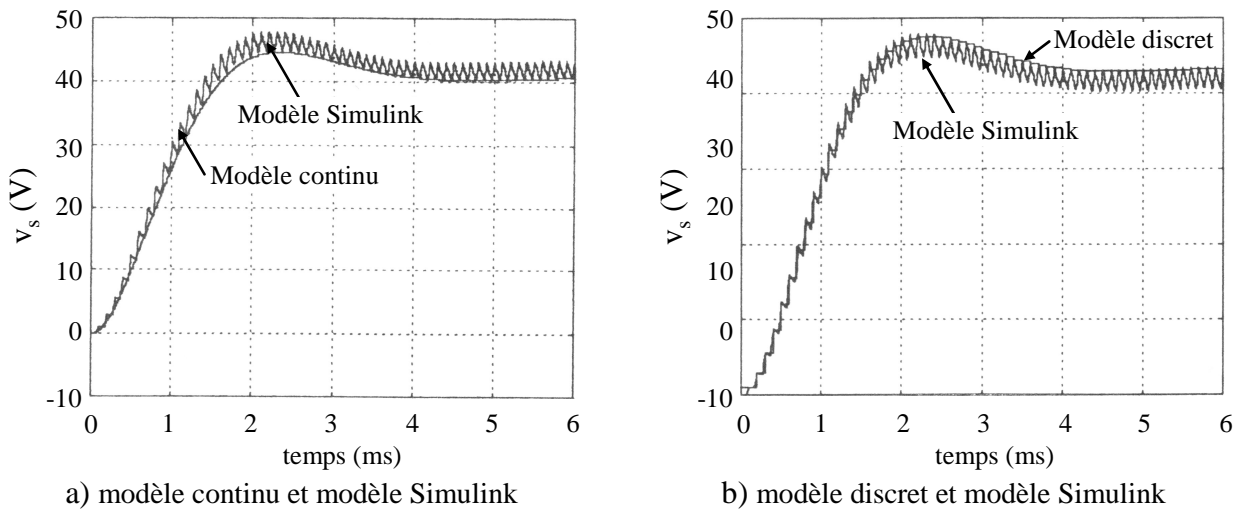 50
40
30
20
10
0
-10
v_s (V)
0 1 2 3 4 5 6
temps (ms)
Modèle Simulink
Modèle continu
a) modèle continu et modèle Simulink
50
40
30
20
10
0
-10
v_s (V)
0 1 2 3 4 5 6
temps (ms)
Modèle discret
Modèle Simulink
b) modèle discret et modèle Simulink